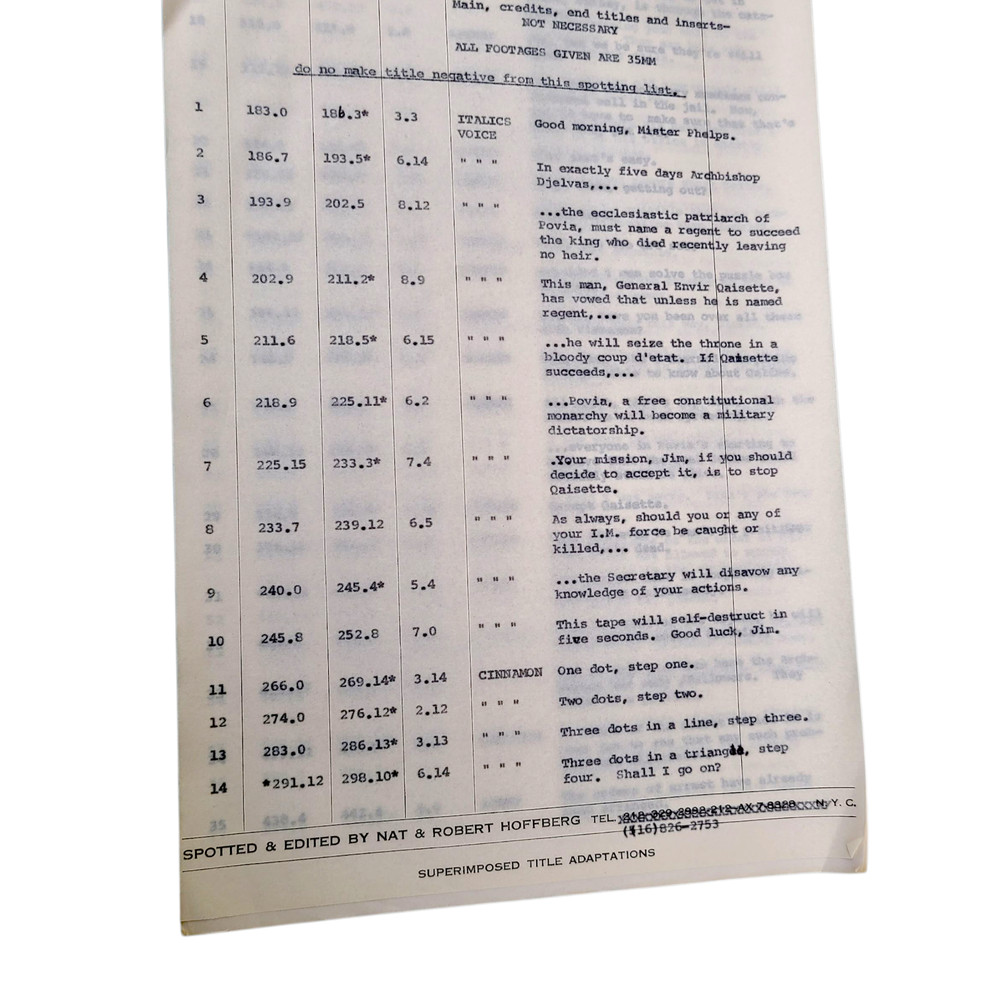 Main, credits, end titles and inserts-
NOT NECESSARY
ALL FOOTAGES GIVEN ARE 35MM
do no make title negative from this spotting list.
1 183.0 186.3* 3.3 ITALICS Good morning, Mister Phelps.
VOICE
2 186.7 193.5* 6.14 " " " In exactly five days Archbishop
Djelvas,...
3 193.9 202.5 8.12 " " " ...the ecclesiastic patriarch of
Povia, must name a regent to succeed
the king who died recently leaving
no heir.
4 202.9 211.2* 8.9 " " " This man, General Envir Qaisette,
has vowed that unless he is named
regent,...
5 211.6 218.5* 6.15 " " " ...he will seize the throne in a
bloody coup d'etat. If Qaisette
succeeds,...
6 218.9 225.11* 6.2 " " " ...Povia, a free constitutional
monarchy will become a military
dictatorship.
7 225.15 233.3* 7.4 " " " .Your mission, Jim, if you should
decide to accept it, is to stop
Qaisette.
8 233.7 239.12 6.5 " " " As always, should you or any of
your I.M. force be caught or
killed,...
9 240.0 245.4* 5.4 " " " ...the Secretary will disavow any
knowledge of your actions.
10 245.8 252.8 7.0 " " " This tape will self-destruct in
five seconds. Good luck, Jim.
11 266.0 269.14* 3.14 CINNAMON One dot, step one.
12 274.0 276.12* 2.12 " " " Two dots, step two.
13 283.0 286.13* 3.13 " " " Three dots in a line, step three.
14 *291.12 298.10* 6.14 " " " Three dots in a triangle, step
four. Shall I go on?
SPOTTED & EDITED BY NAT & ROBERT HOFFBERG TEL. N.Y.C.
(516)826-2753
SUPERIMPOSED TITLE ADAPTATIONS